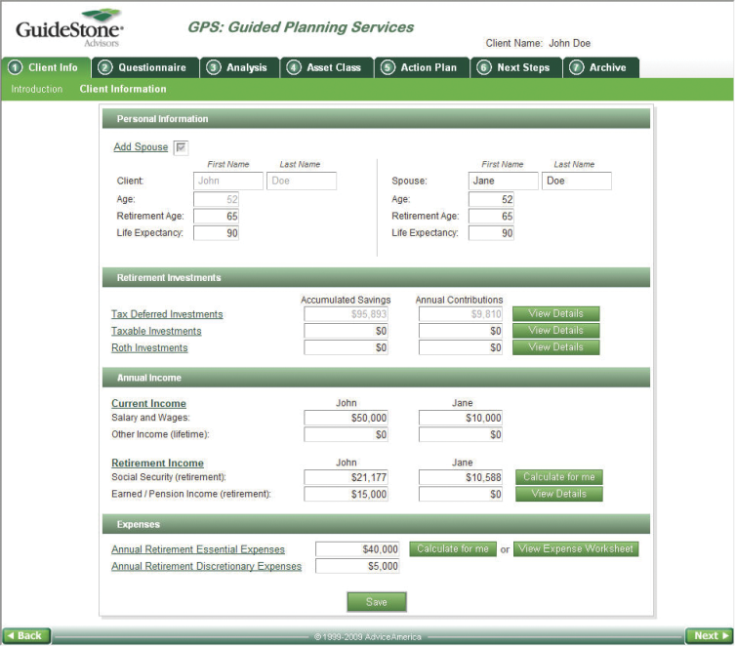 GuideStone®
Advisors
GPS: Guided Planning Services
Client Name: John Doe
1 Client Info 2 Questionnaire 3 Analysis 4 Asset Class 5 Action Plan 6 Next Steps 7 Archive
Introduction Client Information
Personal Information
Add Spouse
First Name Last Name First Name Last Name
Client: John Doe Spouse: Jane Doe
Age: 52 Age: 52
Retirement Age: 65 Retirement Age: 65
Life Expectancy: 90 Life Expectancy: 90
Retirement Investments
Accumulated Savings Annual Contributions
Tax Deferred Investments $95,893 $9,810 View Details
Taxable Investments $0 $0 View Details
Roth Investments $0 $0 View Details
Annual Income
Current Income John Jane
Salary and Wages: $50,000 $10,000
Other Income (lifetime): $0 $0
Retirement Income John Jane
Social Security (retirement): $21,177 $10,588 Calculate for me
Earned / Pension Income (retirement): $15,000 $0 View Details
Expenses
Annual Retirement Essential Expenses $40,000 Calculate for me or View Expense Worksheet
Annual Retirement Discretionary Expenses $5,000
Save
Back © 1999-2009 AdviceAmerica Next